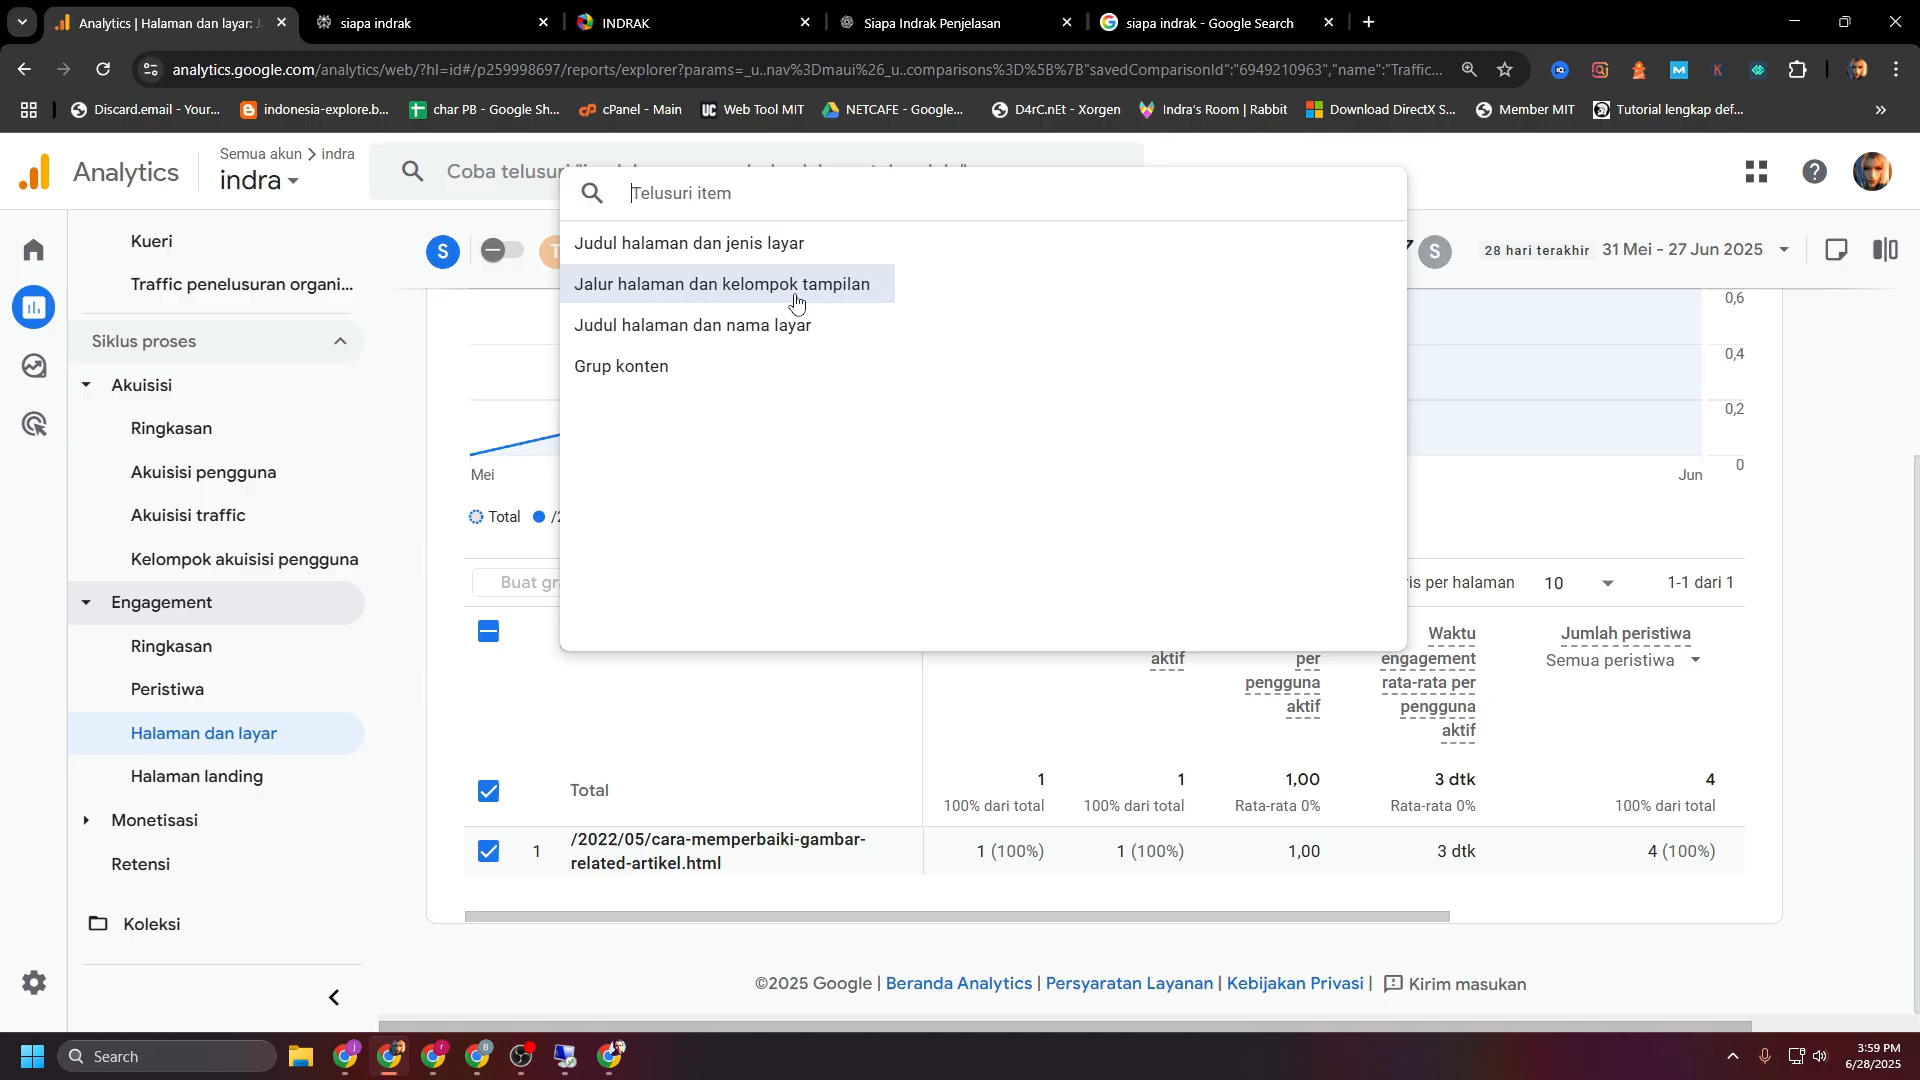 Analytics | Halaman dan layar: J
siapa indrak
INDRAK
Siapa Indrak Penjelasan
siapa indrak - Google Search
analytics.google.com/analytics/web/?hl=id#/p259998697/reports/explorer?params=_u..nav%3Dmaui%26_u..comparisons%3D%5B%7B"savedComparisonId":"6949210963","name":"Traffic...
Discard.email - Your...
indonesia-explore.b...
char PB - Google Sh...
cPanel - Main
Web Tool MIT
NETCAFE - Google...
D4rC.nEt - Xorgen
Indra's Room | Rabbit
Download DirectX S...
Member MIT
Tutorial lengkap def...
Analytics
Semua akun > indra
indra
Coba telusuri
Telusuri item
Judul halaman dan jenis layar
Jalur halaman dan kelompok tampilan
Judul halaman dan nama layar
Grup konten
S
T
S
28 hari terakhir 31 Mei - 27 Jun 2025
Kueri
Traffic penelusuran organi...
Siklus proses
Akuisisi
Ringkasan
Akuisisi pengguna
Akuisisi traffic
Kelompok akuisisi pengguna
Engagement
Ringkasan
Peristiwa
Halaman dan layar
Halaman landing
Monetisasi
Retensi
Koleksi
0,6
0,4
0,2
0
Mei
Jun
Total
Buat gr
is per halaman 10
1-1 dari 1
aktif
per
pengguna
aktif
Waktu
engagement
rata-rata per
pengguna
aktif
Jumlah peristiwa
Semua peristiwa
Total
1
1
1,00
3 dtk
4
100% dari total
100% dari total
Rata-rata 0%
Rata-rata 0%
100% dari total
1
/2022/05/cara-memperbaiki-gambar-
related-artikel.html
1 (100%)
1 (100%)
1,00
3 dtk
4 (100%)
©2025 Google | Beranda Analytics | Persyaratan Layanan | Kebijakan Privasi | Kirim masukan
Search
3:59 PM
6/28/2025